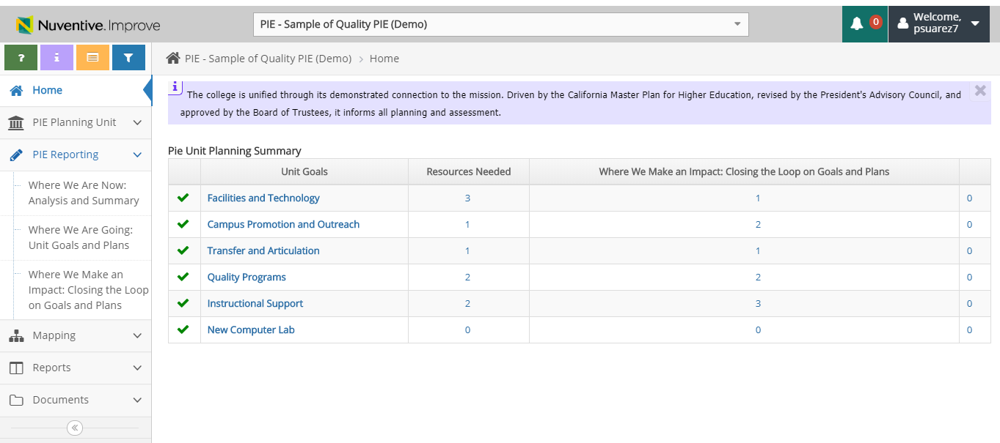 Nuventive.Improve
PIE - Sample of Quality PIE (Demo)
0
Welcome,
psuarez7
?
i
PIE - Sample of Quality PIE (Demo) > Home
Home
PIE Planning Unit
PIE Reporting
Where We Are Now:
Analysis and Summary
Where We Are Going:
Unit Goals and Plans
Where We Make an
Impact: Closing the Loop
on Goals and Plans
Mapping
Reports
Documents
i
The college is unified through its demonstrated connection to the mission. Driven by the California Master Plan for Higher Education, revised by the President's Advisory Council, and
approved by the Board of Trustees, it informs all planning and assessment.
Pie Unit Planning Summary
Unit Goals Resources Needed Where We Make an Impact: Closing the Loop on Goals and Plans
Facilities and Technology 3 1 0
Campus Promotion and Outreach 1 2 0
Transfer and Articulation 1 1 0
Quality Programs 2 2 0
Instructional Support 2 3 0
New Computer Lab 0 0 0